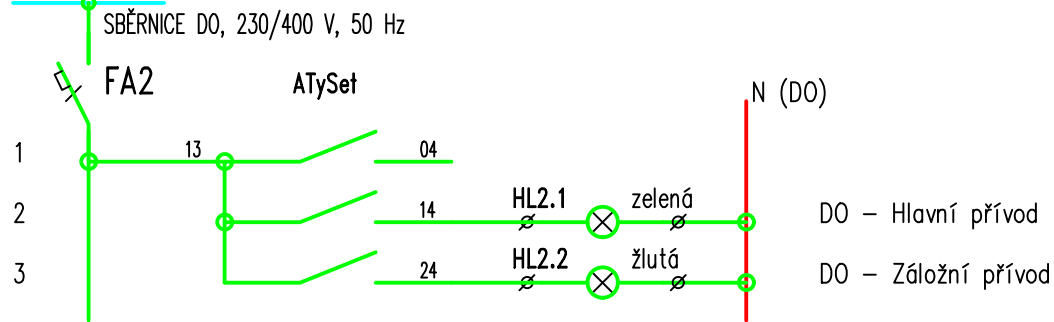 SBĚRNICE DO, 230/400 V, 50 Hz
FA2
ATySet
N (DO)
1
13
04
2
14
HL2.1
zelená
DO – Hlavní přívod
3
24
HL2.2
žlutá
DO – Záložní přívod